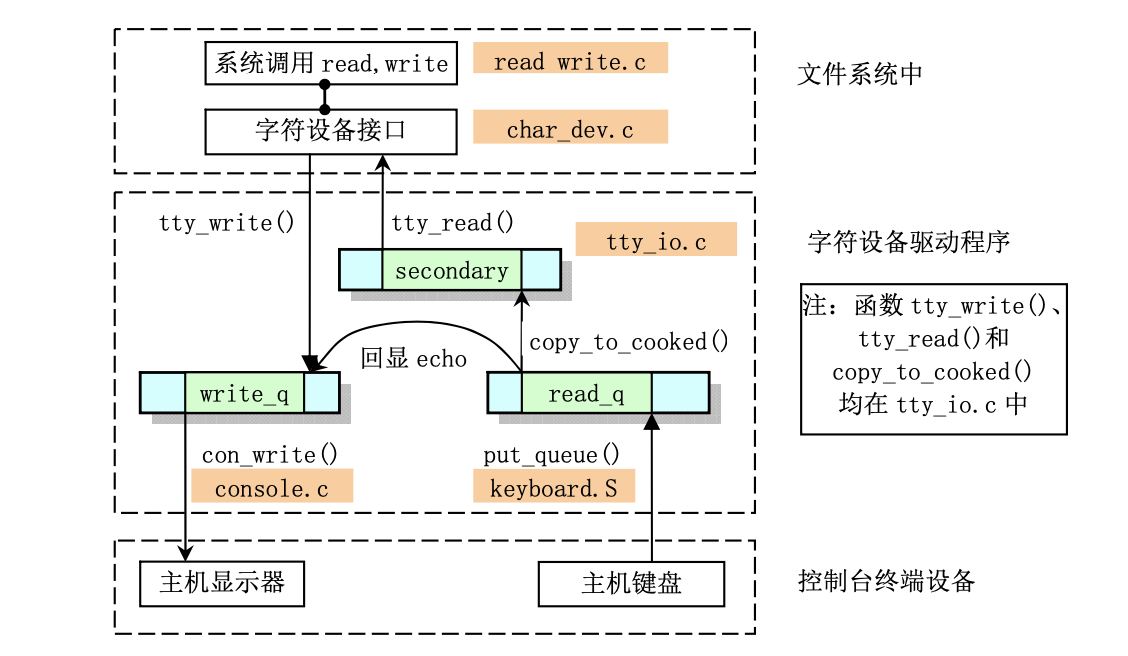 系统调用 read,write
read write.c
文件系统中
字符设备接口
char_dev.c
tty_write()
tty_read()
tty_io.c
字符设备驱动程序
secondary
注：函数 tty_write()、
tty_read()和
copy_to_cooked()
均在 tty_io.c 中
回显 echo
copy_to_cooked()
write_q
read_q
con_write()
put_queue()
console.c
keyboard.S
主机显示器
主机键盘
控制台终端设备